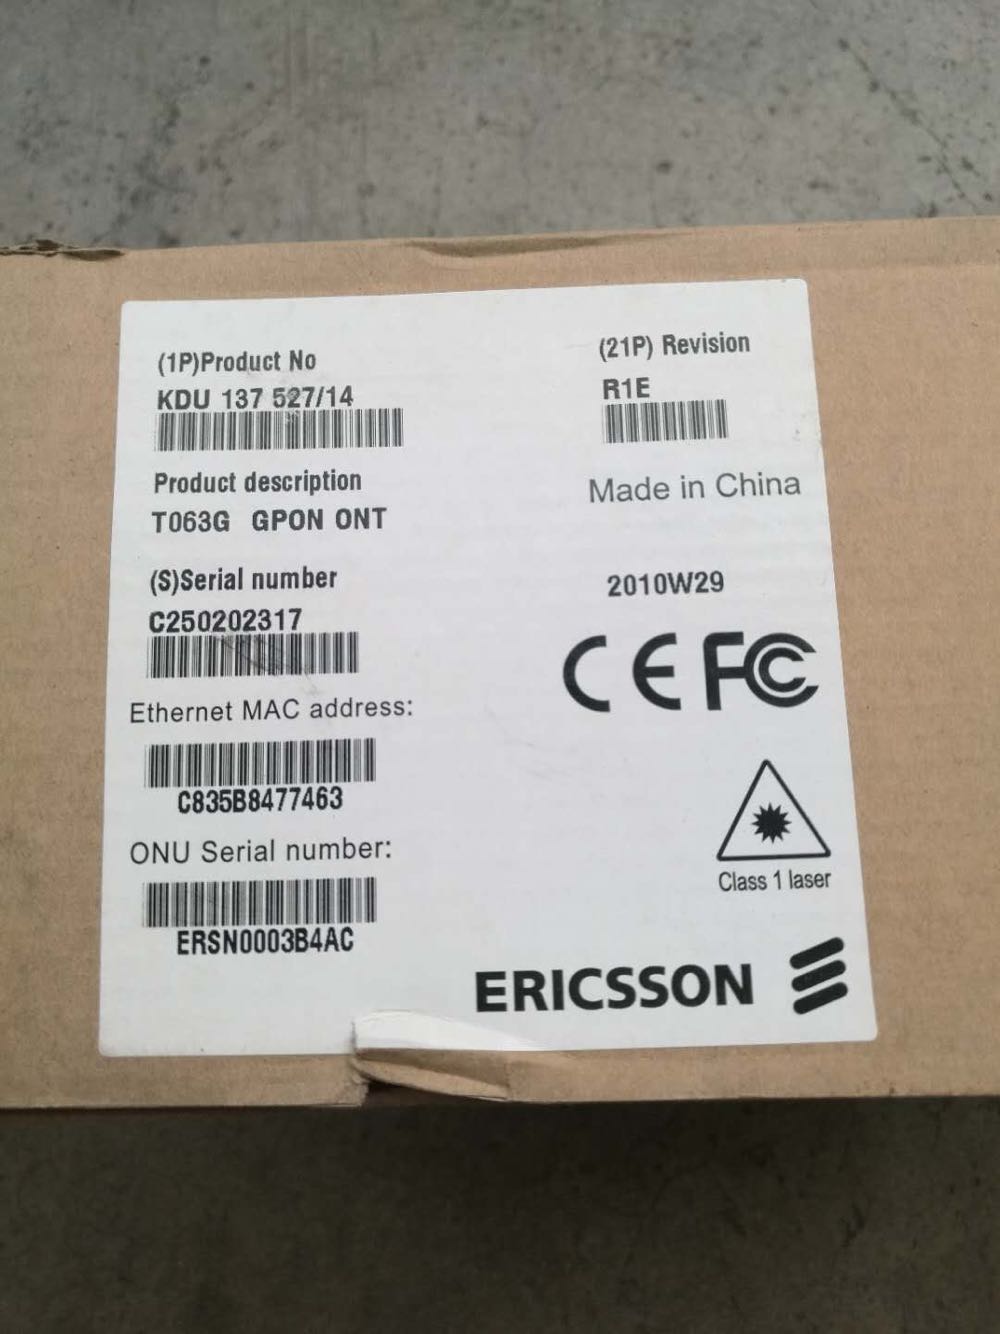 (1P)Product No
KDU 137 527/14
(21P) Revision
R1E
Product description
T063G GPON ONT
Made in China
(S)Serial number
C250202317
2010W29
CE FC
Ethernet MAC address:
C835B8477463
ONU Serial number:
ERSN0003B4AC
Class 1 laser
ERICSSON